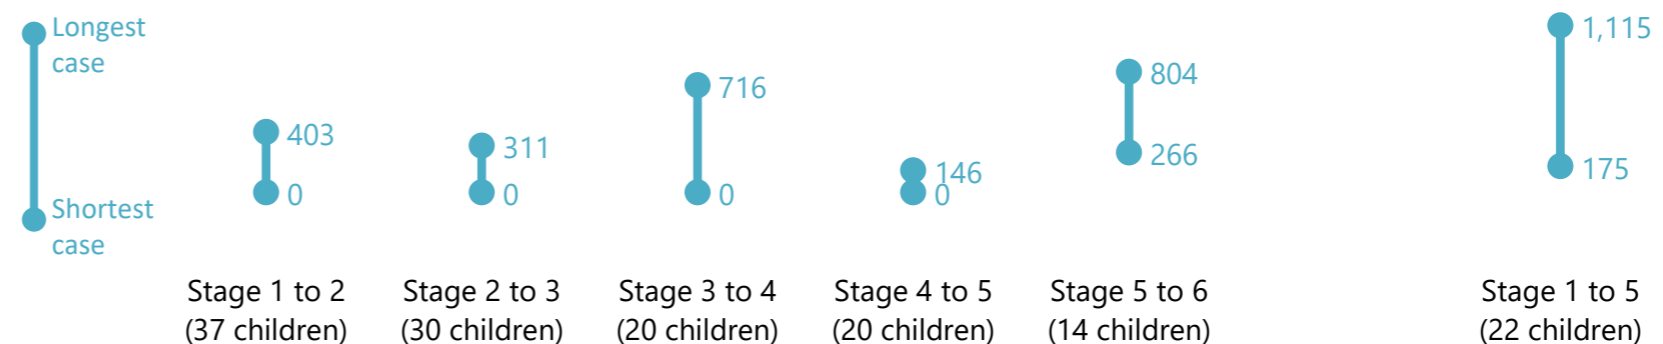 Longest
case
Shortest
case
403
0
311
0
716
0
146
0
804
266
1,115
175
Stage 1 to 2
(37 children)
Stage 2 to 3
(30 children)
Stage 3 to 4
(20 children)
Stage 4 to 5
(20 children)
Stage 5 to 6
(14 children)
Stage 1 to 5
(22 children)